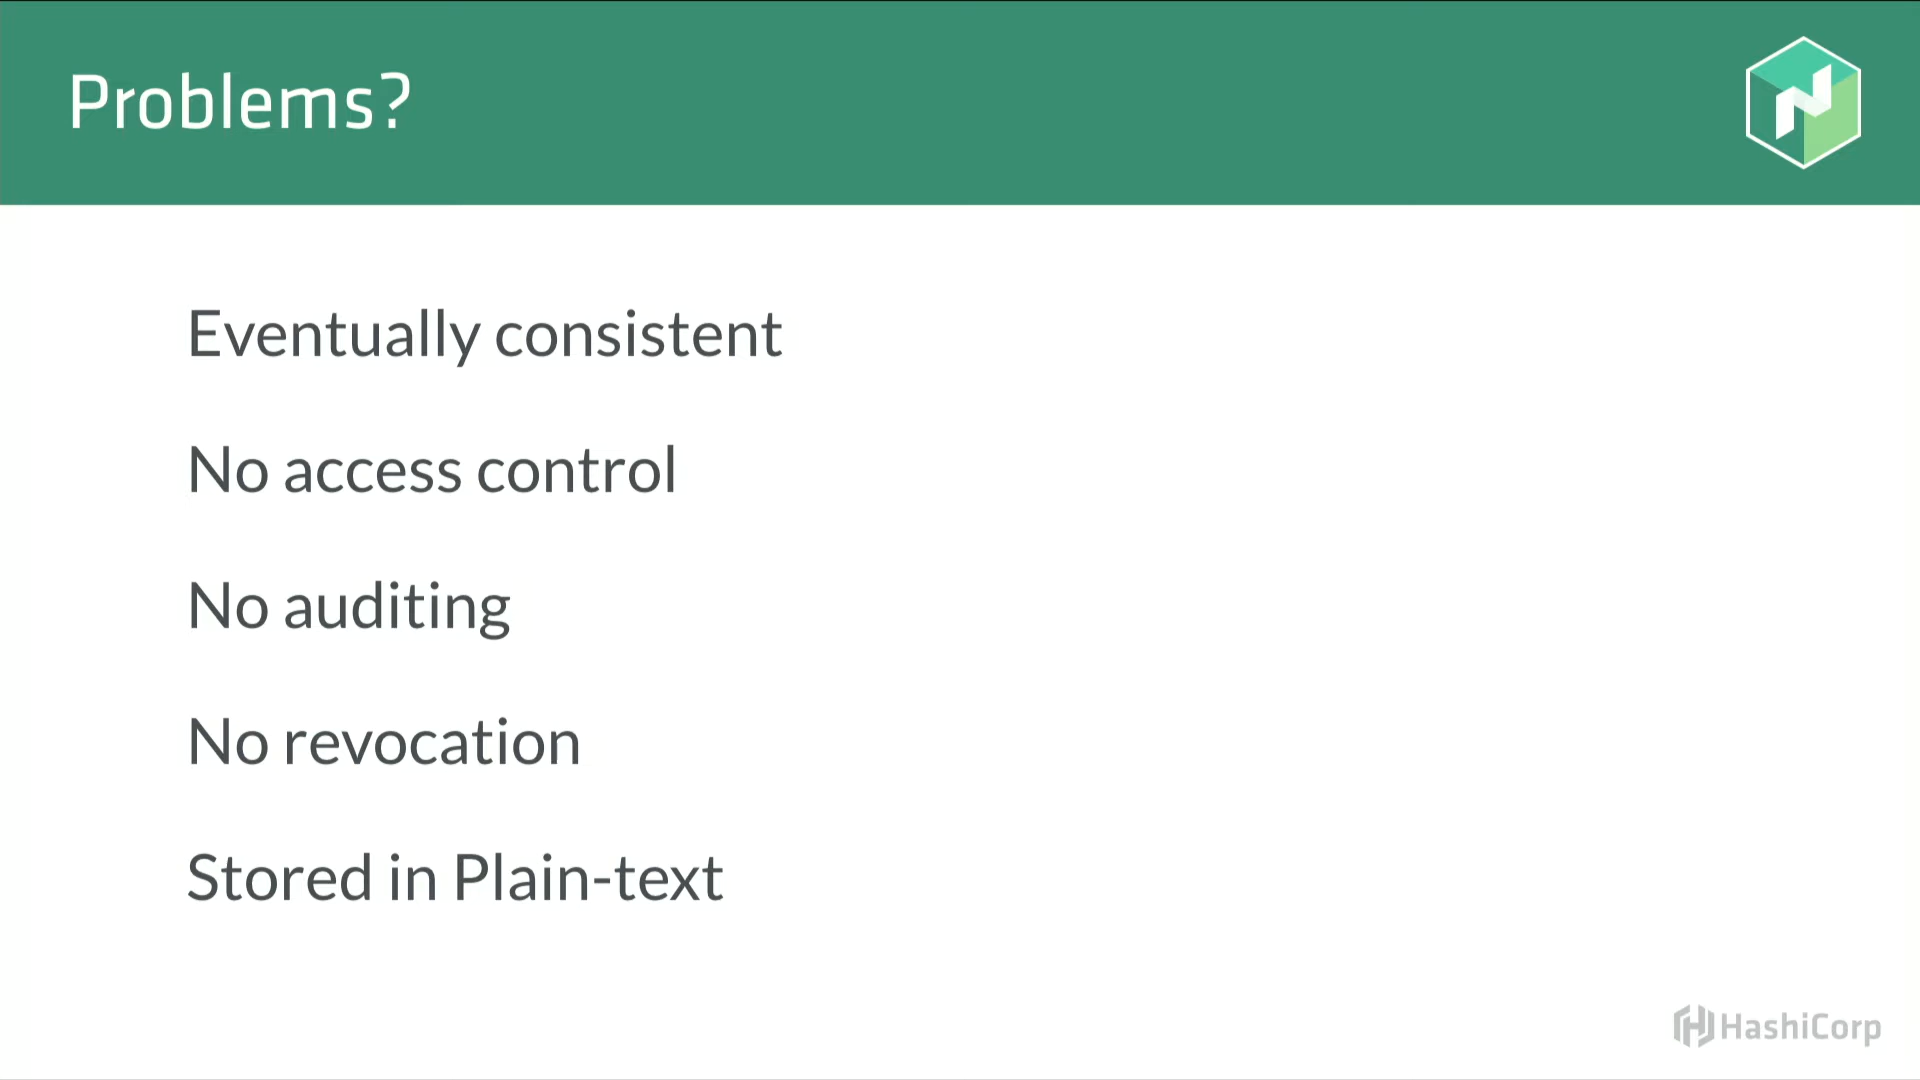 Problems?
Eventually consistent
No access control
No auditing
No revocation
Stored in Plain-text
HashiCorp